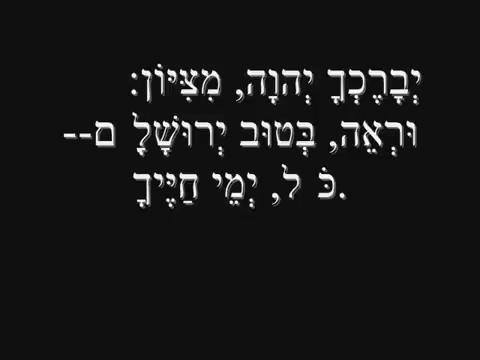 יְבָרֶכְךָ יְהוָה, מִצִּיּוֹן:
וּרְאֵה, בְּטוּב יְרוּשָׁלָ ם--
כֹּ ל, יְמֵי חַיֶּיךָ.